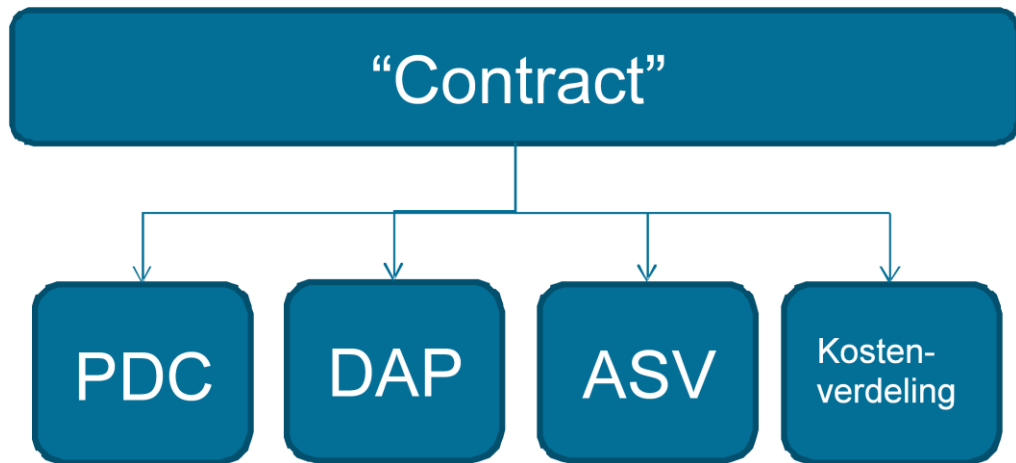 “Contract”
PDC
DAP
ASV
Kosten-
verdeling